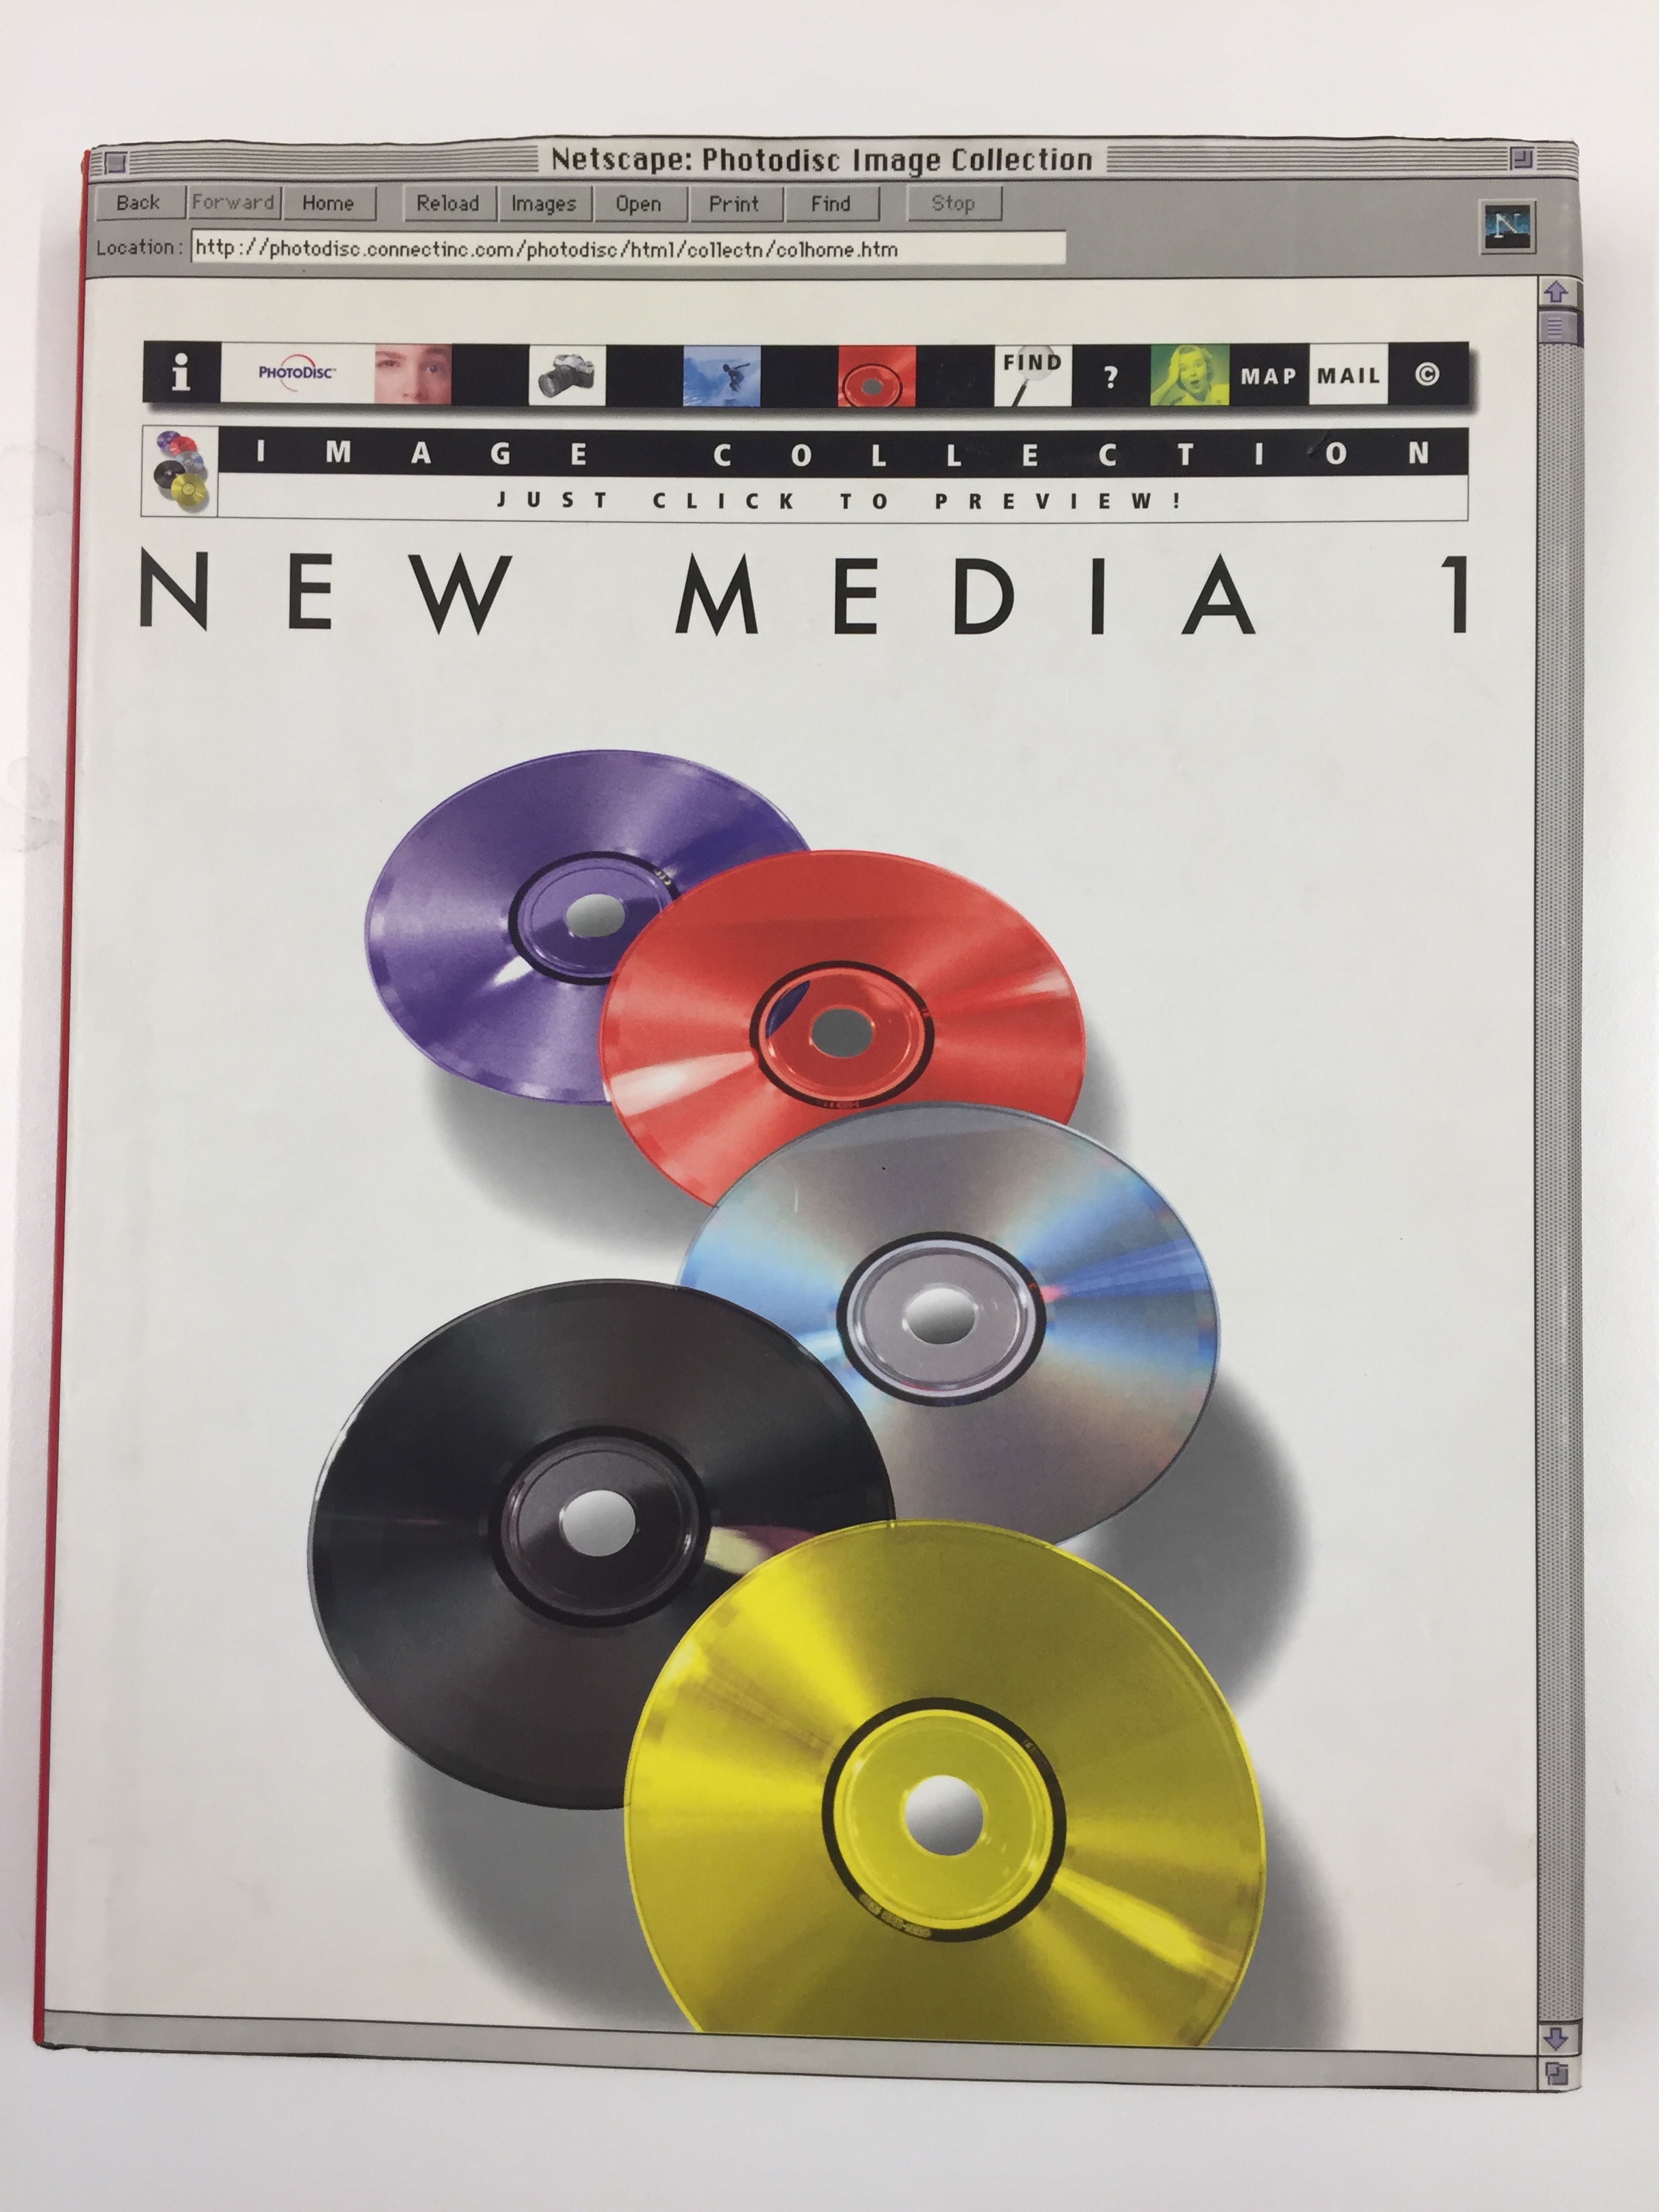 Netscape: Photodisc Image Collection
Back Forward Home Reload Images Open Print Find Stop
N
Location: http://photodisc.connectinc.com/photodisc/html/collectn/colhome.htm
i PHOTODISC™ FIND ? MAP MAIL ©
IMAGE COLLECTION
JUST CLICK TO PREVIEW!
NEW MEDIA 1